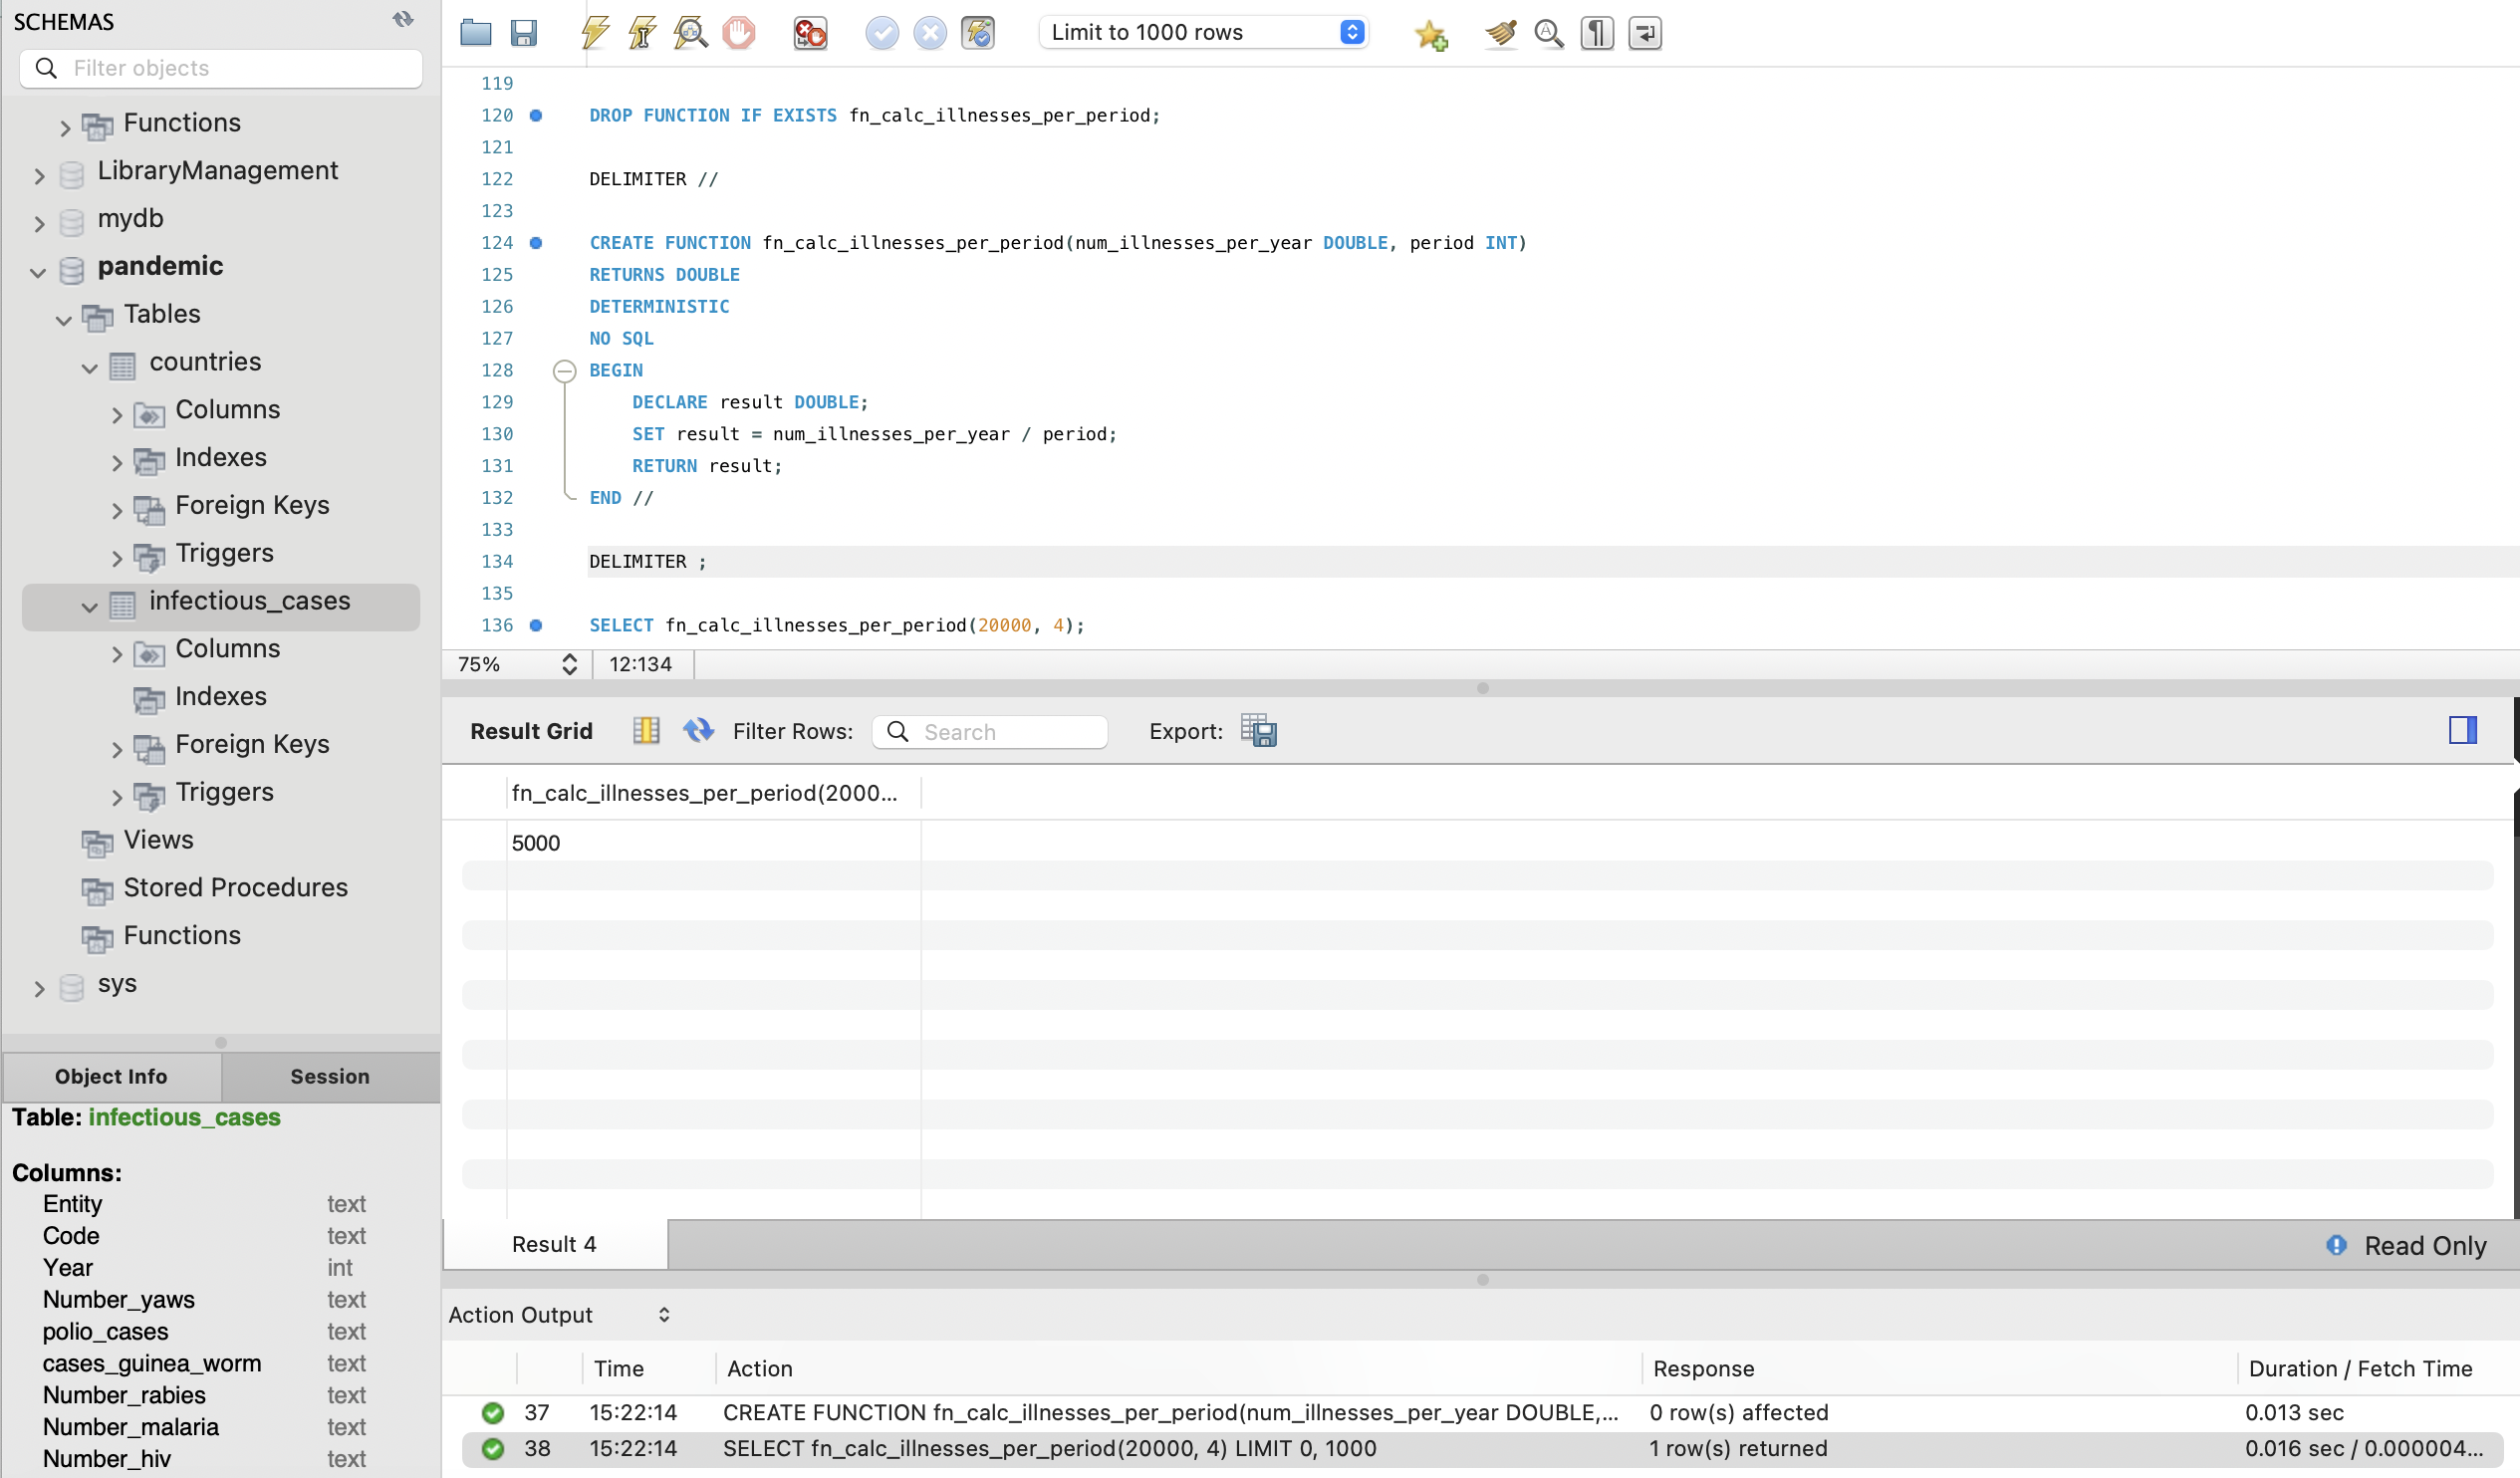 SCHEMAS
Filter objects
Functions
LibraryManagement
mydb
pandemic
Tables
countries
Columns
Indexes
Foreign Keys
Triggers
infectious_cases
Columns
Indexes
Foreign Keys
Triggers
Views
Stored Procedures
Functions
sys
Object Info Session
Table: infectious_cases
Columns:
Entity text
Code text
Year int
Number_yaws text
polio_cases text
cases_guinea_worm text
Number_rabies text
Number_malaria text
Number_hiv text
Limit to 1000 rows
119
120 DROP FUNCTION IF EXISTS fn_calc_illnesses_per_period;
121
122 DELIMITER //
123
124 CREATE FUNCTION fn_calc_illnesses_per_period(num_illnesses_per_year DOUBLE, period INT)
125 RETURNS DOUBLE
126 DETERMINISTIC
127 NO SQL
128 BEGIN
129 DECLARE result DOUBLE;
130 SET result = num_illnesses_per_year / period;
131 RETURN result;
132 END //
133
134 DELIMITER ;
135
136 SELECT fn_calc_illnesses_per_period(20000, 4);
75% 12:134
Result Grid Filter Rows: Search Export:
fn_calc_illnesses_per_period(2000...
5000
Result 4 Read Only
Action Output
Time Action Response Duration / Fetch Time
37 15:22:14 CREATE FUNCTION fn_calc_illnesses_per_period(num_illnesses_per_year DOUBLE,... 0 row(s) affected 0.013 sec
38 15:22:14 SELECT fn_calc_illnesses_per_period(20000, 4) LIMIT 0, 1000 1 row(s) returned 0.016 sec / 0.000004...